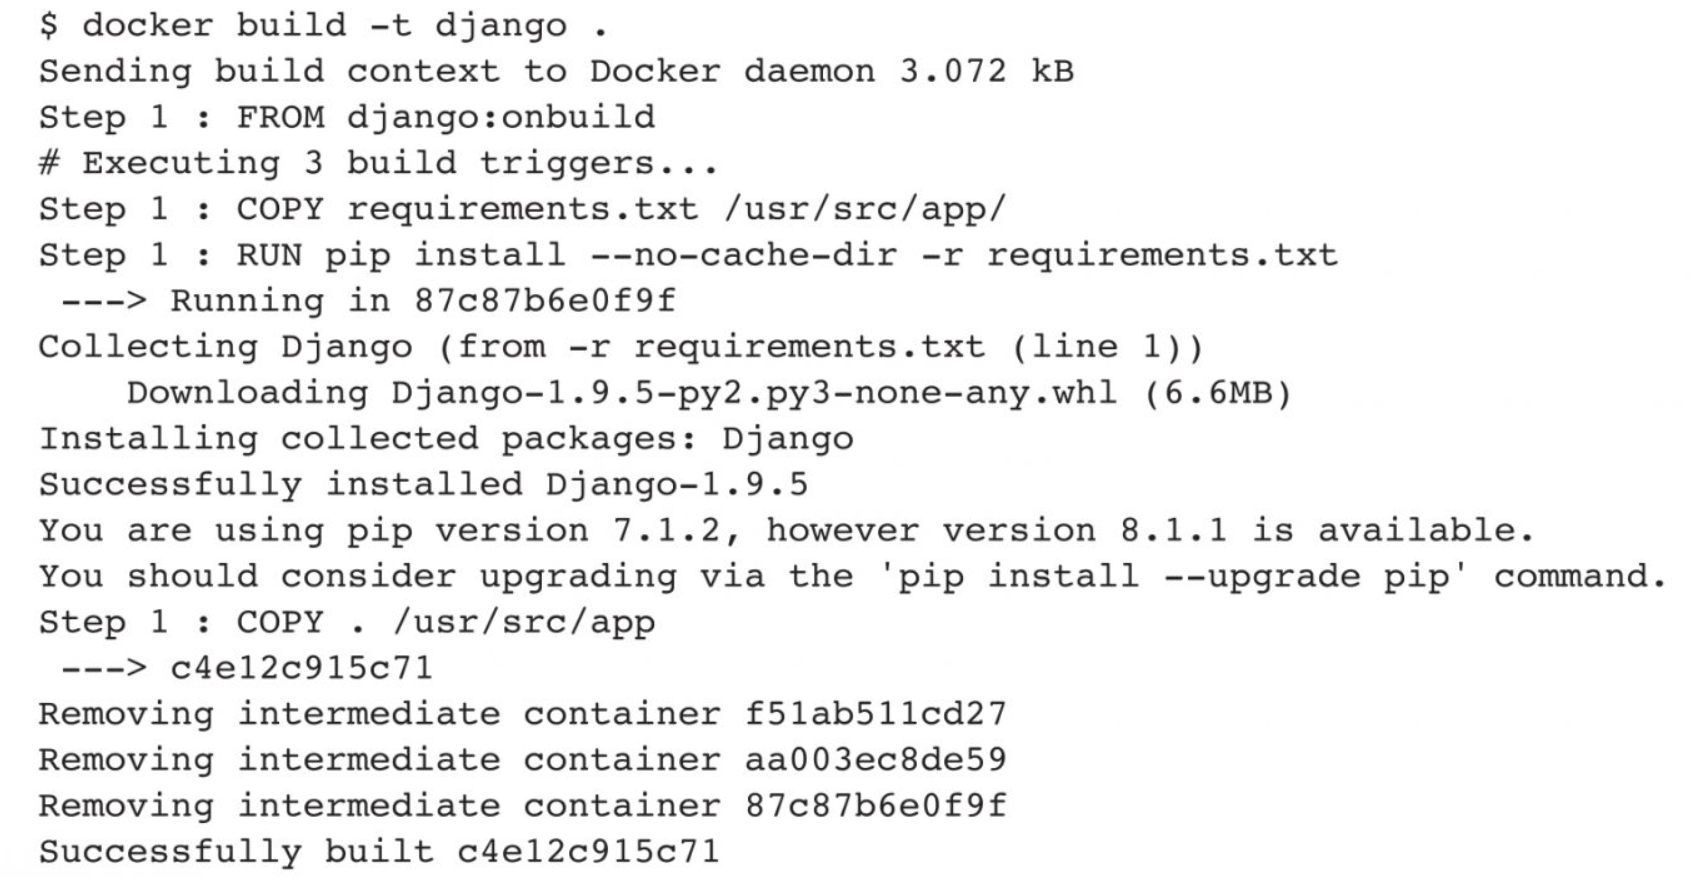 $ docker build -t django .
Sending build context to Docker daemon 3.072 kB
Step 1 : FROM django:onbuild
# Executing 3 build triggers...
Step 1 : COPY requirements.txt /usr/src/app/
Step 1 : RUN pip install --no-cache-dir -r requirements.txt
 ---> Running in 87c87b6e0f9f
Collecting Django (from -r requirements.txt (line 1))
    Downloading Django-1.9.5-py2.py3-none-any.whl (6.6MB)
Installing collected packages: Django
Successfully installed Django-1.9.5
You are using pip version 7.1.2, however version 8.1.1 is available.
You should consider upgrading via the 'pip install --upgrade pip' command.
Step 1 : COPY . /usr/src/app
 ---> c4e12c915c71
Removing intermediate container f51ab511cd27
Removing intermediate container aa003ec8de59
Removing intermediate container 87c87b6e0f9f
Successfully built c4e12c915c71